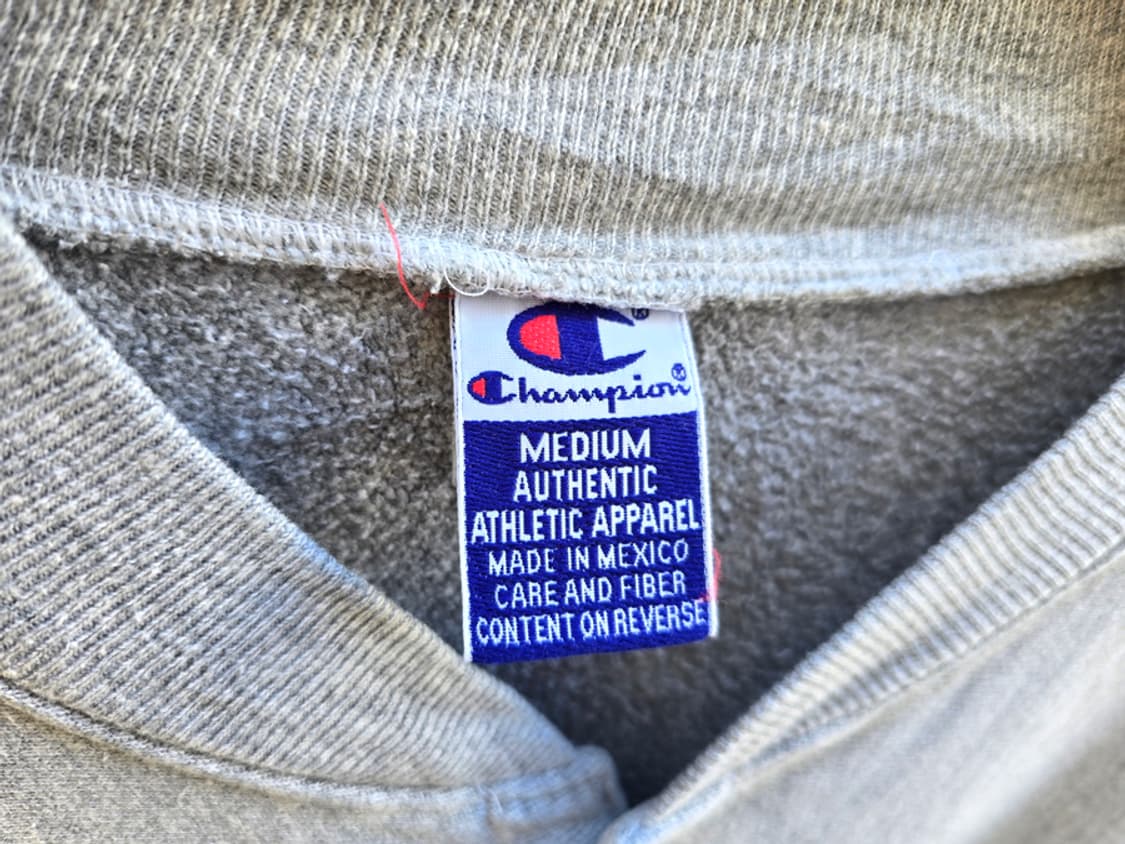 C®
Champion®
MEDIUM
AUTHENTIC
ATHLETIC APPAREL
MADE IN MEXICO
CARE AND FIBER
CONTENT ON REVERSE